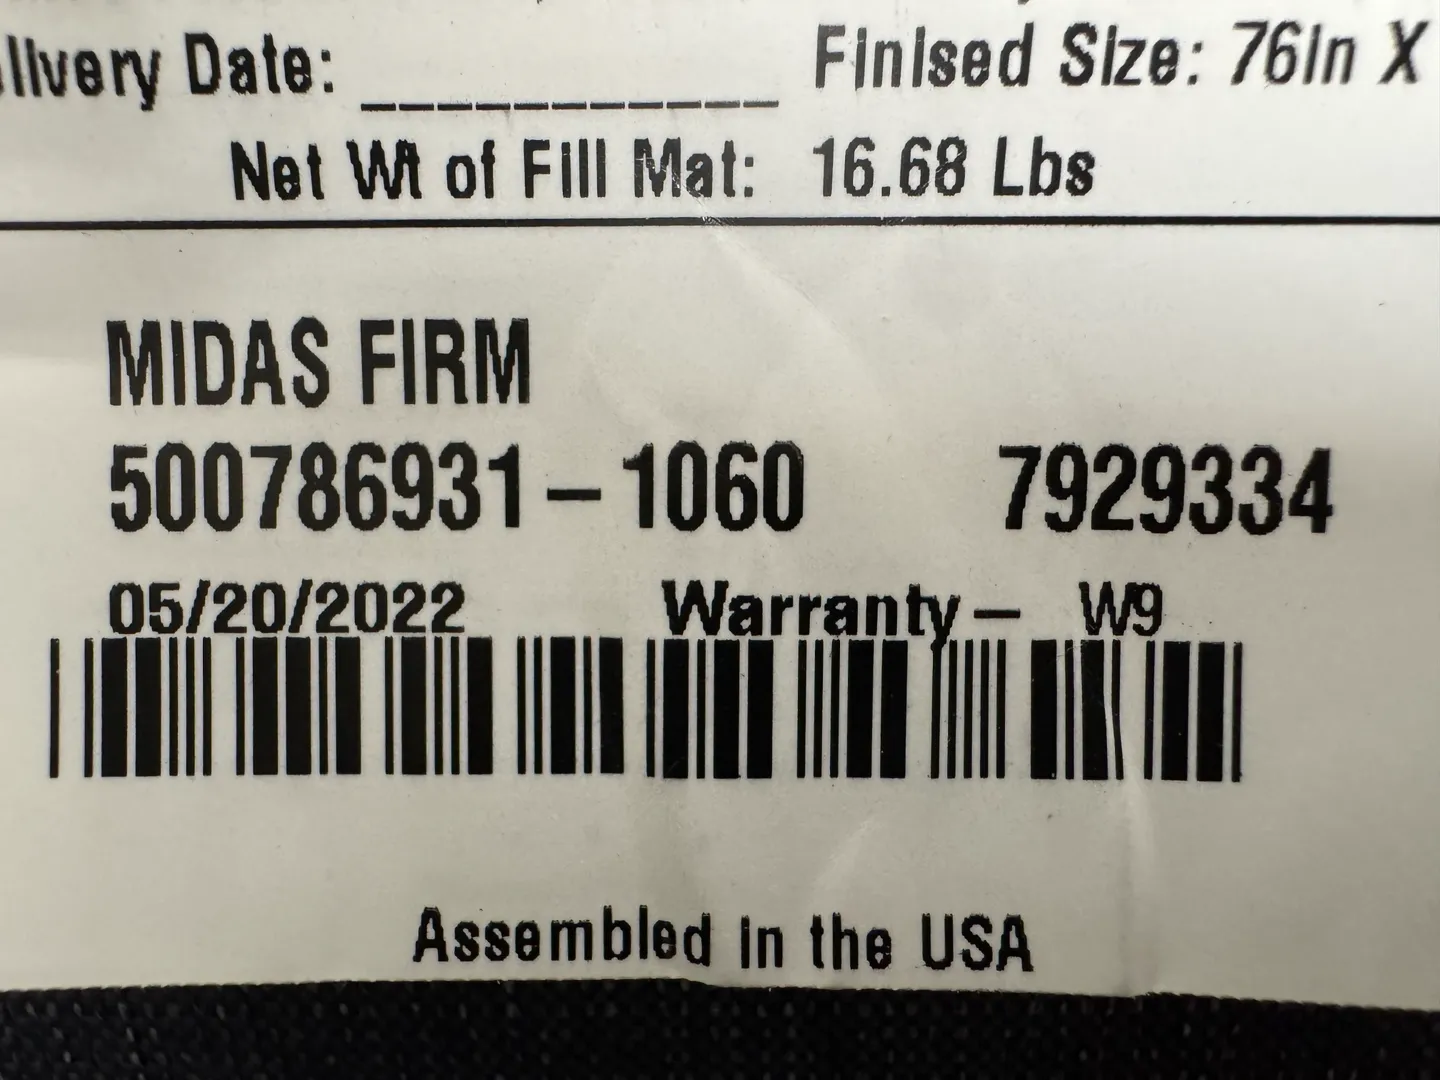 Delivery Date: ___________ Finised Size: 76in X
Net Wt of Fill Mat: 16.68 Lbs
MIDAS FIRM
500786931-1060 7929334
05/20/2022 Warranty- W9
Assembled in the USA